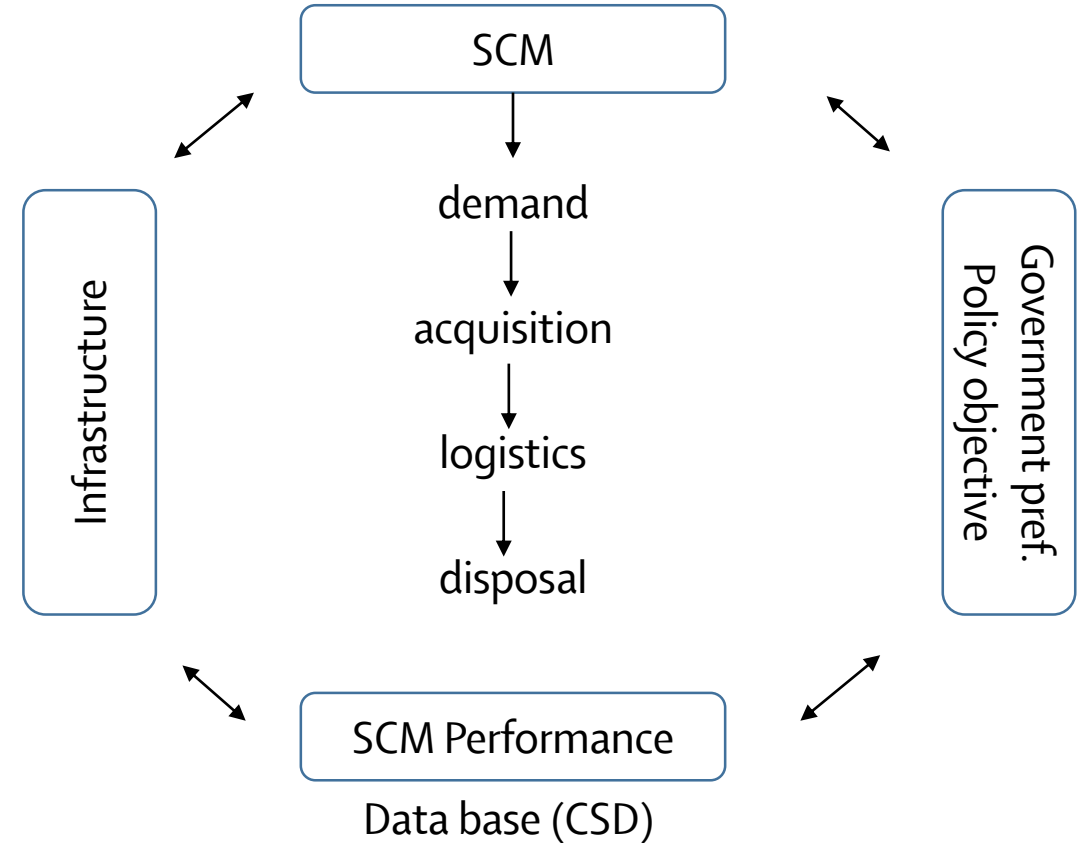 SCM
demand
acquisition
logistics
disposal
Infrastructure
Government pref.
Policy objective
SCM Performance
Data base (CSD)